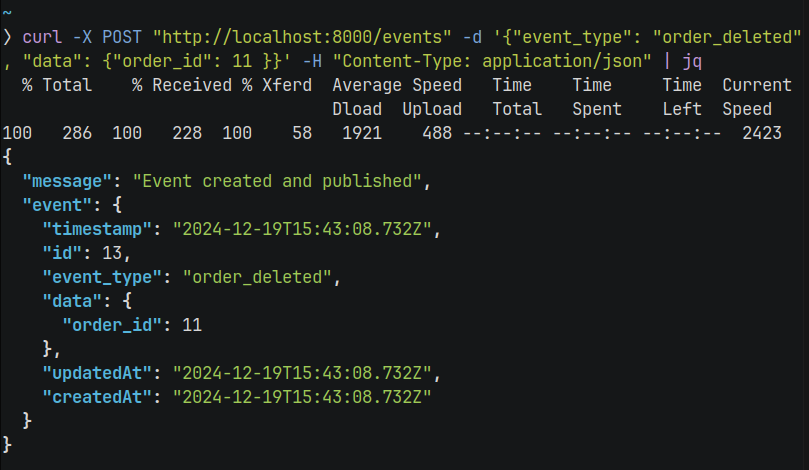 ~
❯ curl -X POST "http://localhost:8000/events" -d '{"event_type": "order_deleted"
, "data": {"order_id": 11 }}' -H "Content-Type: application/json" | jq
  % Total    % Received % Xferd  Average Speed   Time    Time     Time  Current
                                 Dload  Upload   Total   Spent    Left  Speed
100   286  100   228  100    58   1921    488 --:--:-- --:--:-- --:--:--  2423
{
  "message": "Event created and published",
  "event": {
    "timestamp": "2024-12-19T15:43:08.732Z",
    "id": 13,
    "event_type": "order_deleted",
    "data": {
      "order_id": 11
    },
    "updatedAt": "2024-12-19T15:43:08.732Z",
    "createdAt": "2024-12-19T15:43:08.732Z"
  }
}